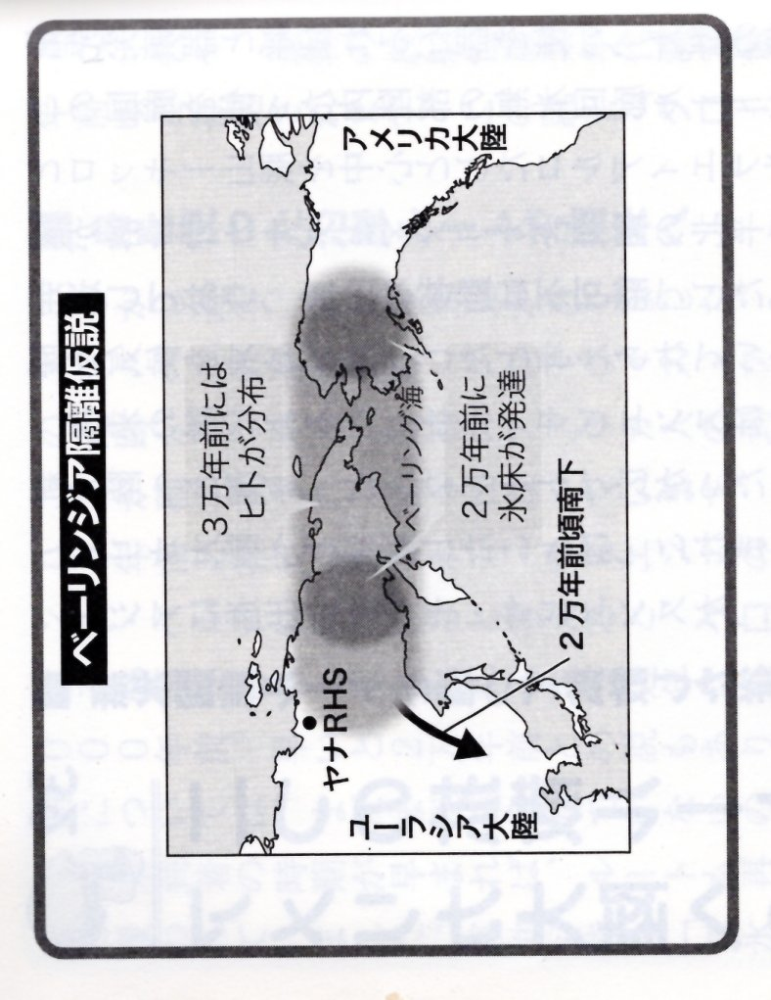 ベーリンジア隔離仮説
3万年前には
ヒトが分布
ユーラシア
大陸
ヤナRHS
ベーリング海
アメリカ
大陸
2万年前に
氷床が発達
2万年前頃南下